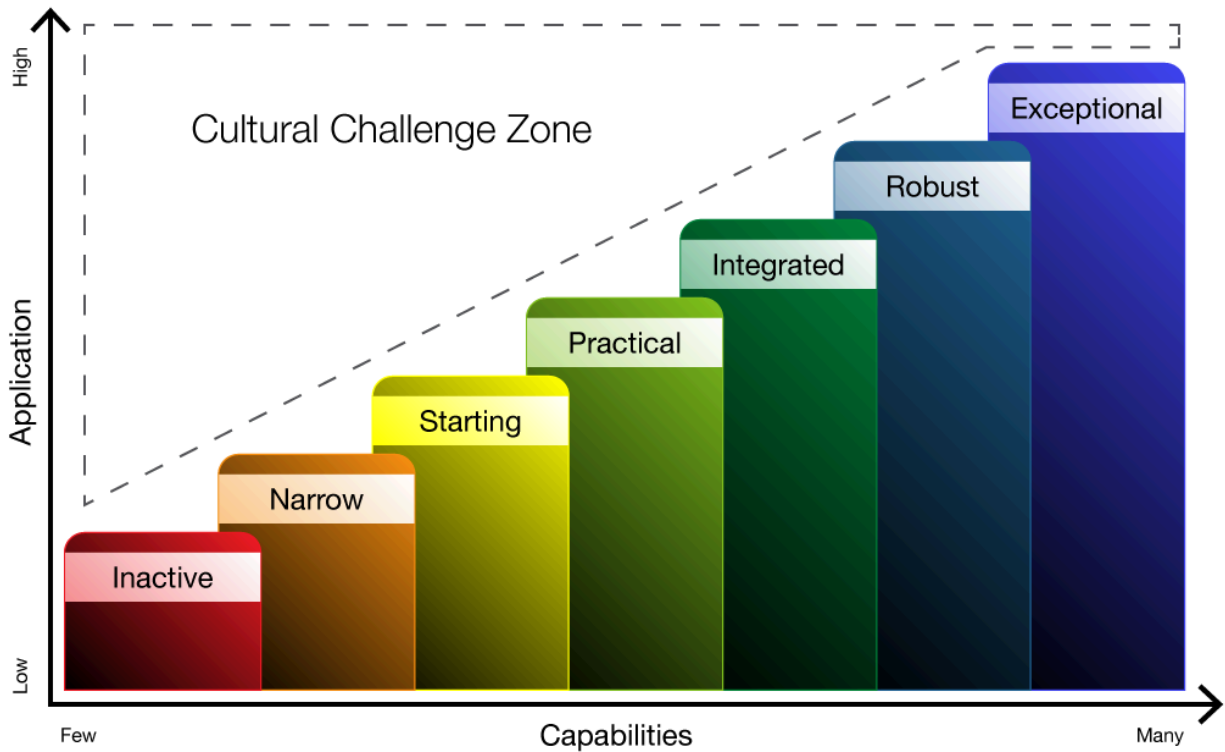 High
Cultural Challenge Zone
Exceptional
Robust
Integrated
Practical
Starting
Narrow
Inactive
Application
Low
Few
Capabilities
Many